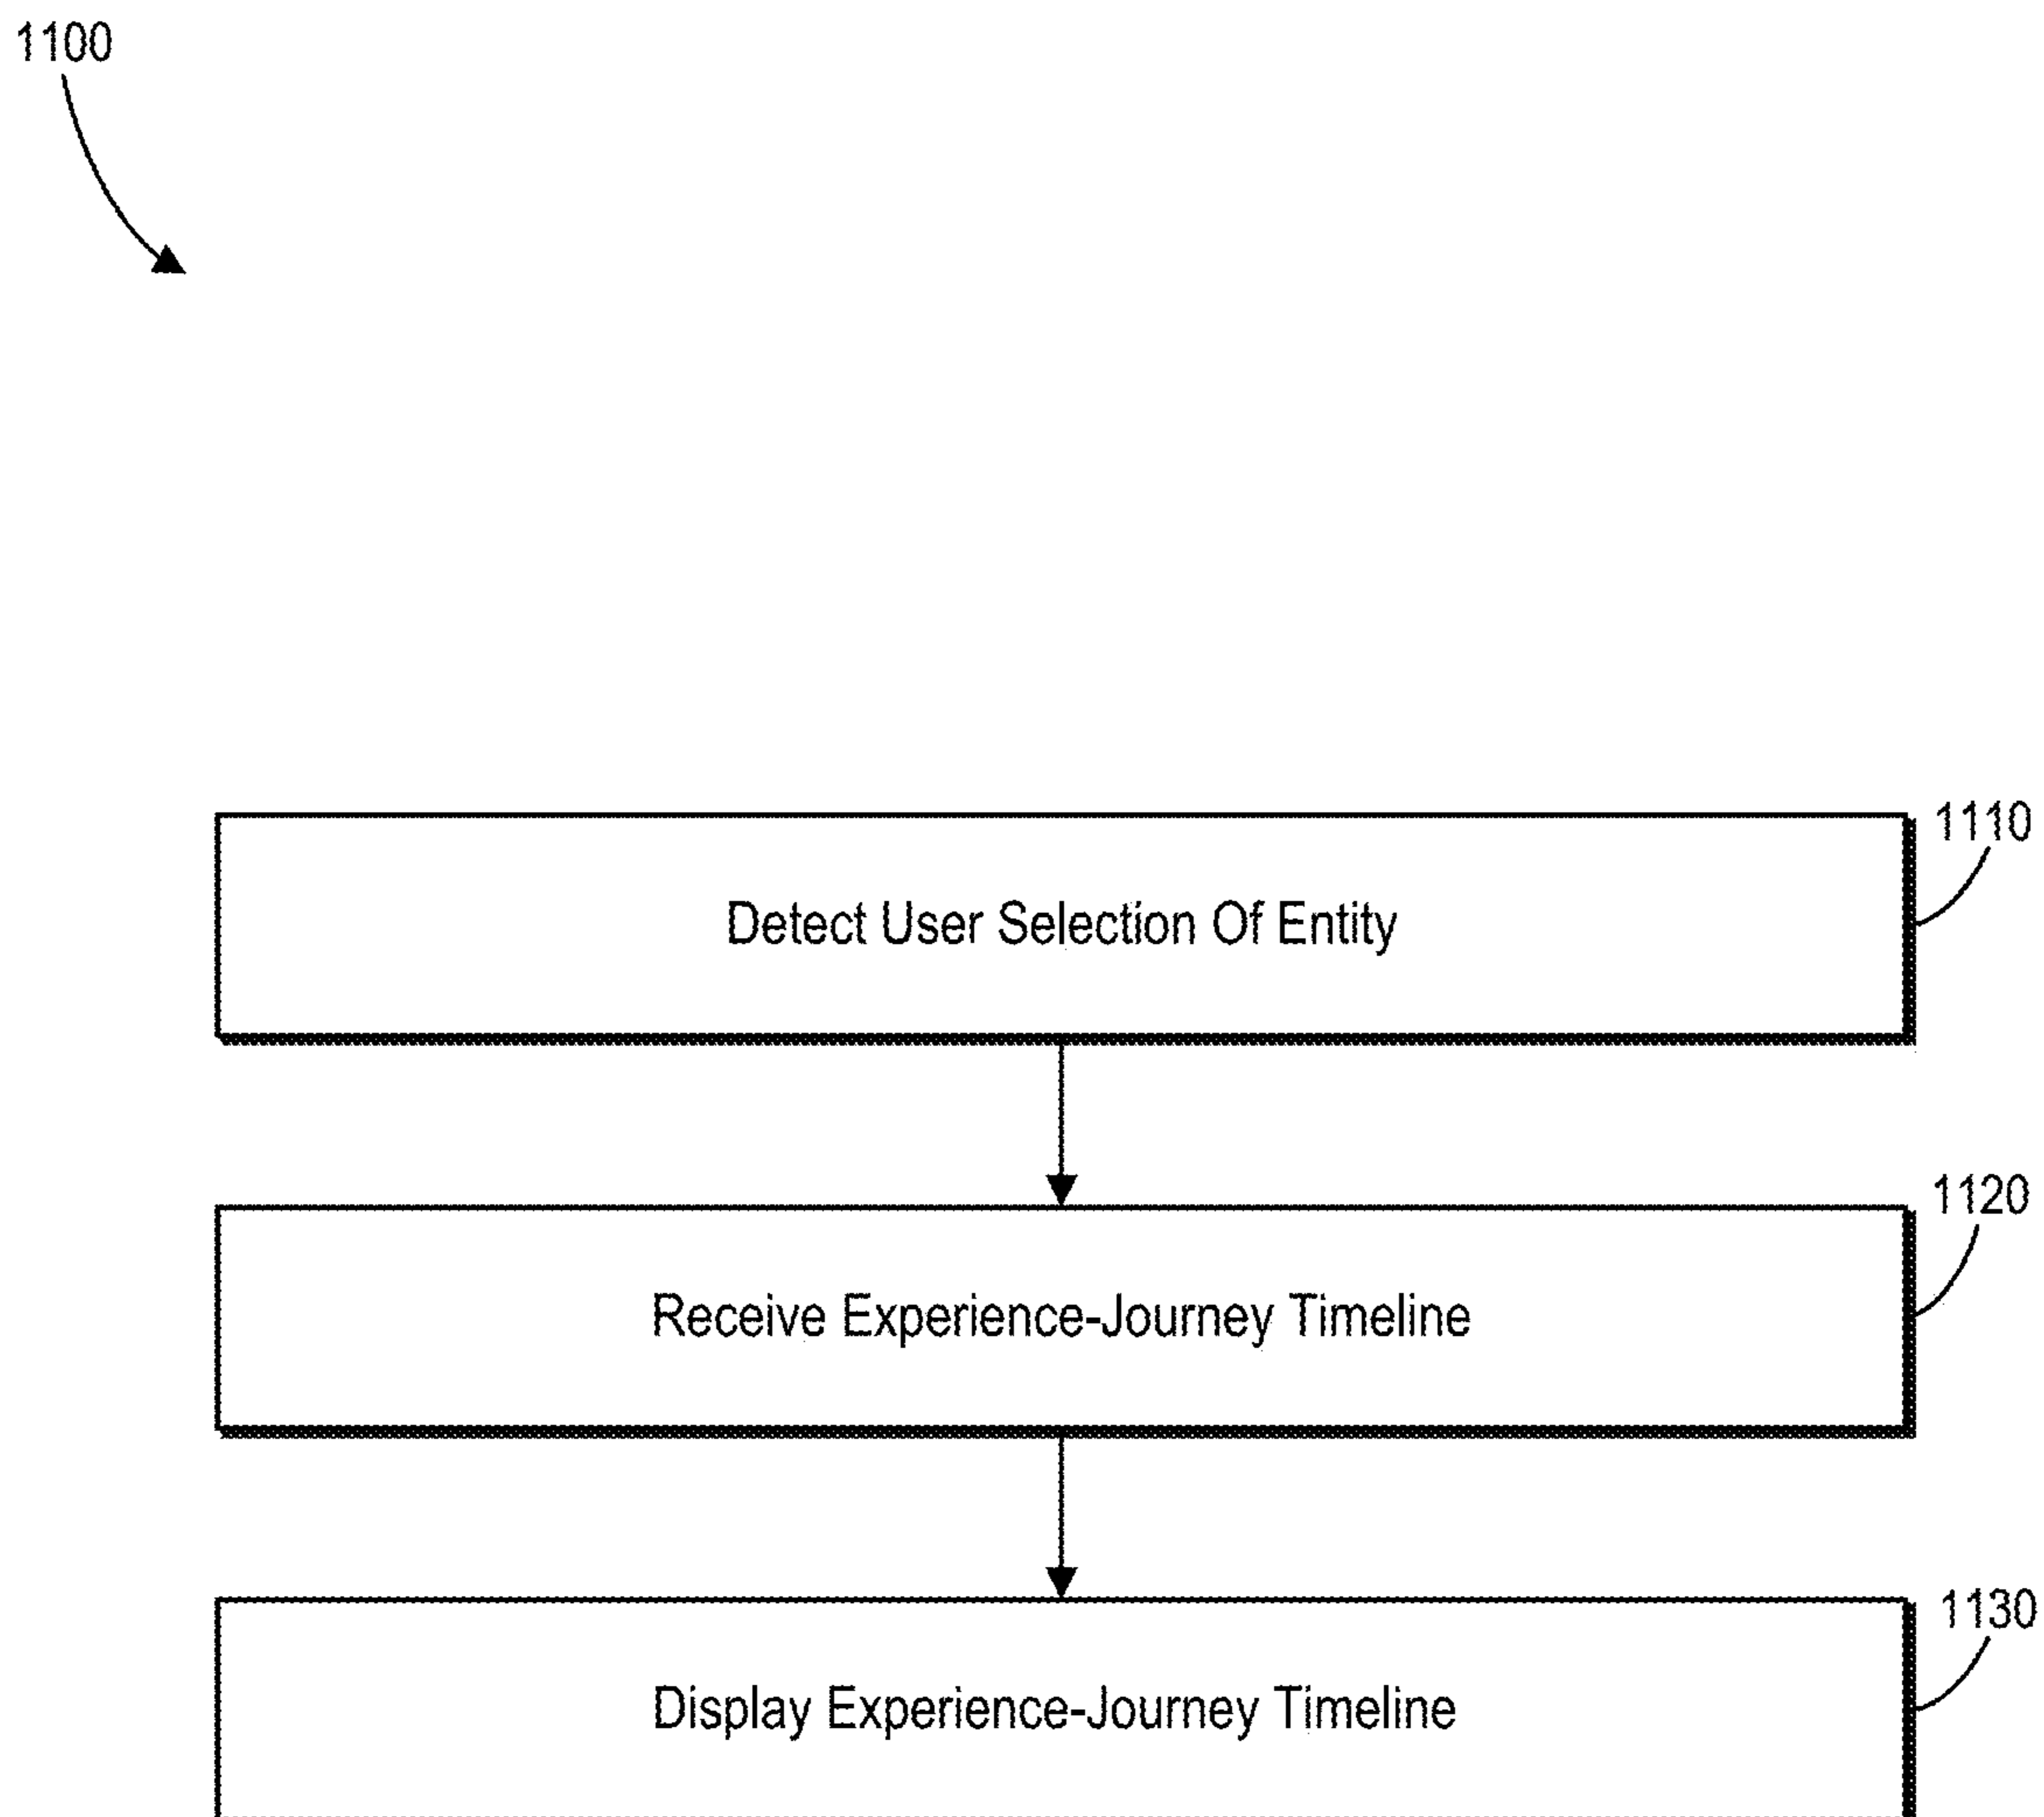 1100
1110
Detect User Selection Of Entity
1120
Receive Experience-Journey Timeline
1130
Display Experience-Journey Timeline